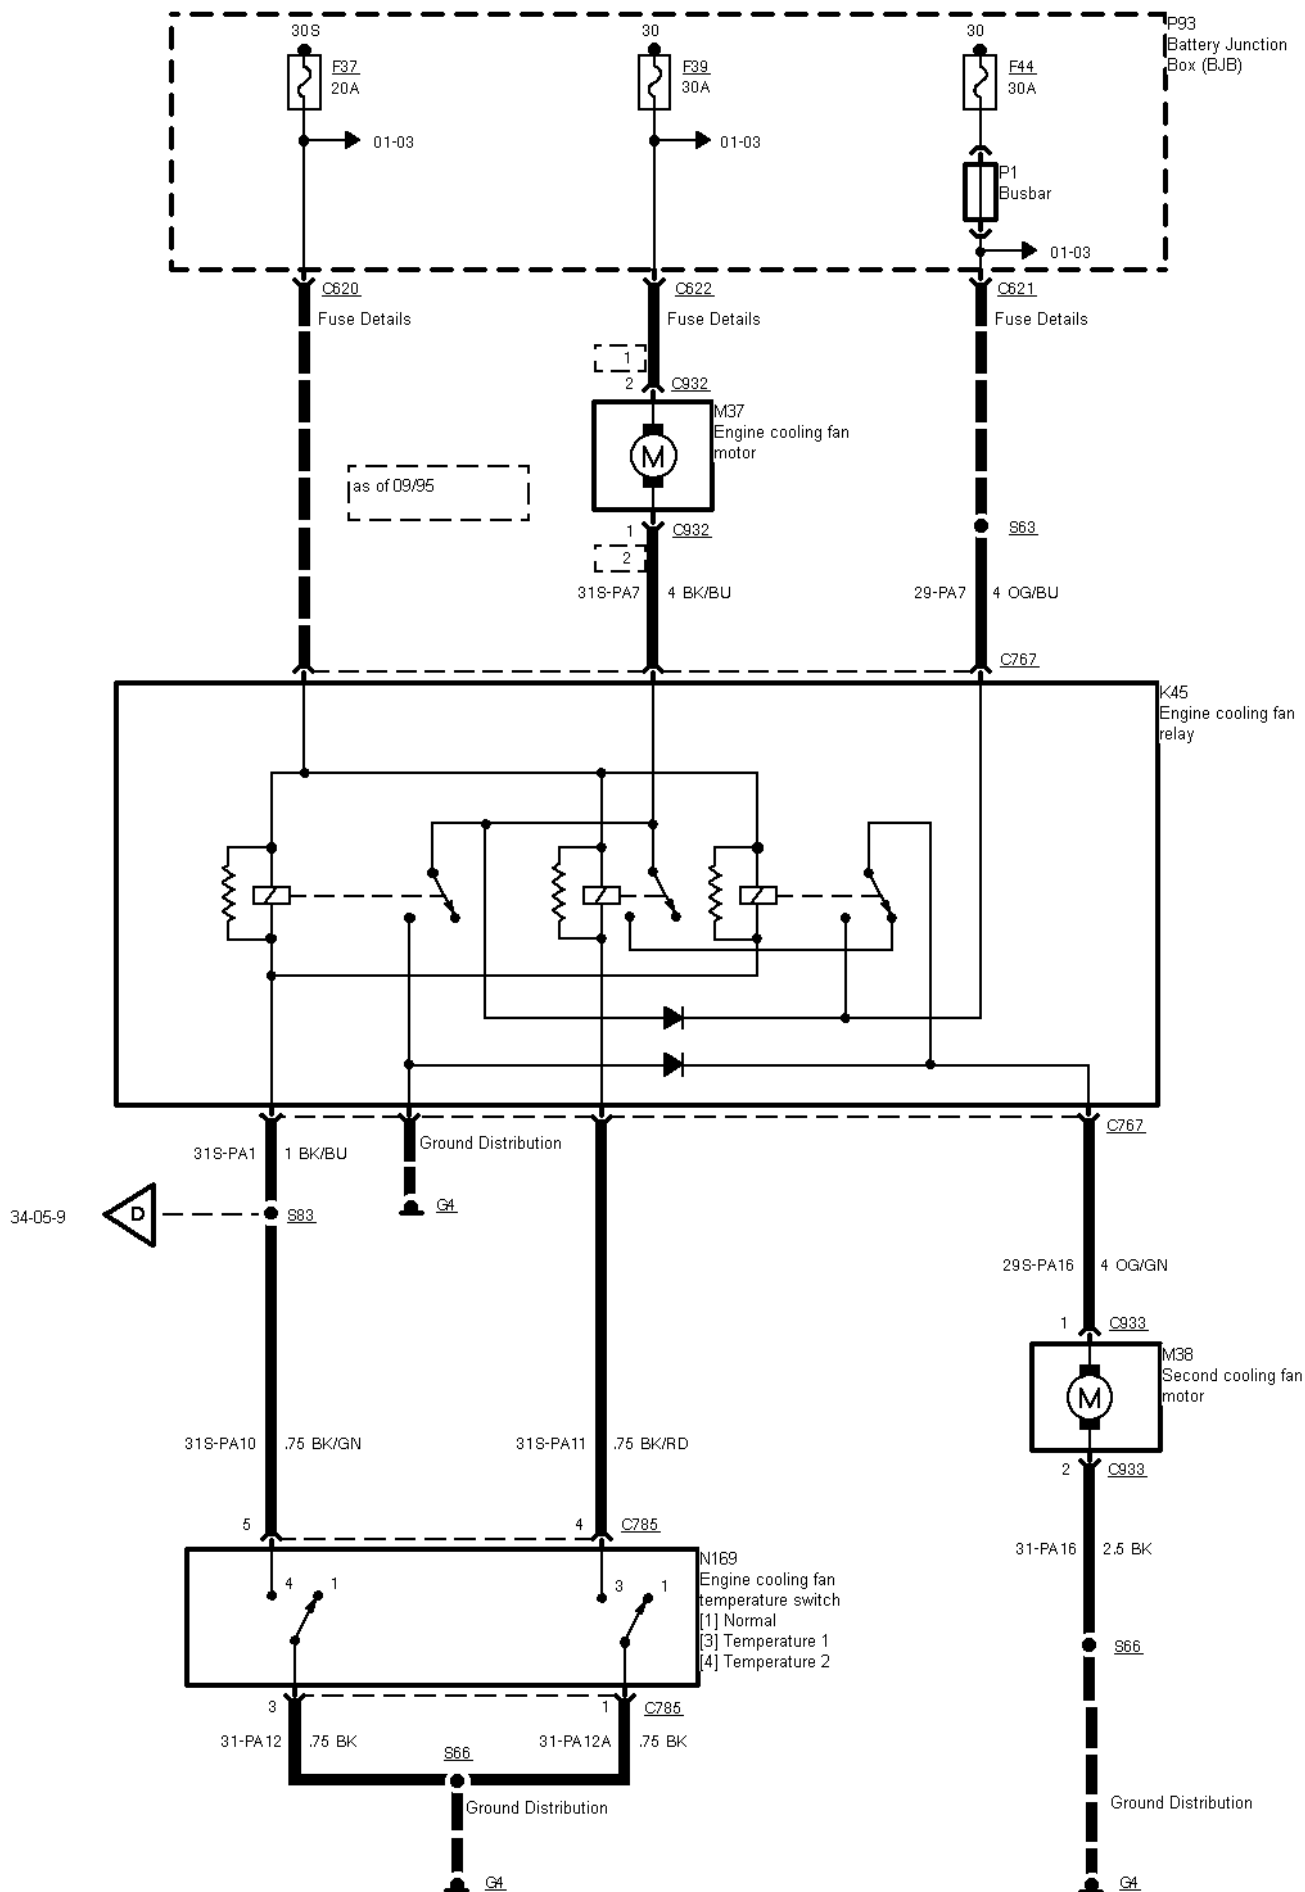 30S
30
30
P93
Battery Junction
Box (BJB)
F37
20A
F39
30A
F44
30A
01-03
01-03
P1
Busbar
01-03
C620
C622
C621
Fuse Details
Fuse Details
Fuse Details
1
2
C932
M37
Engine cooling fan
motor
M
as of 09/95
1
C932
2
S63
31S-PA7
4 BK/BU
29-PA7
4 OG/BU
C767
K45
Engine cooling fan
relay
C767
31S-PA1
1 BK/BU
Ground Distribution
G4
34-05-9
D
S83
29S-PA16
4 OG/GN
1
C933
M38
Second cooling fan
motor
M
31S-PA10
.75 BK/GN
31S-PA11
.75 BK/RD
2
C933
5
4
C785
31-PA16
2.5 BK
N169
Engine cooling fan
temperature switch
[1] Normal
[3] Temperature 1
[4] Temperature 2
4
1
3
1
S66
3
1
C785
31-PA12
.75 BK
31-PA12A
.75 BK
S66
Ground Distribution
Ground Distribution
G4
G4